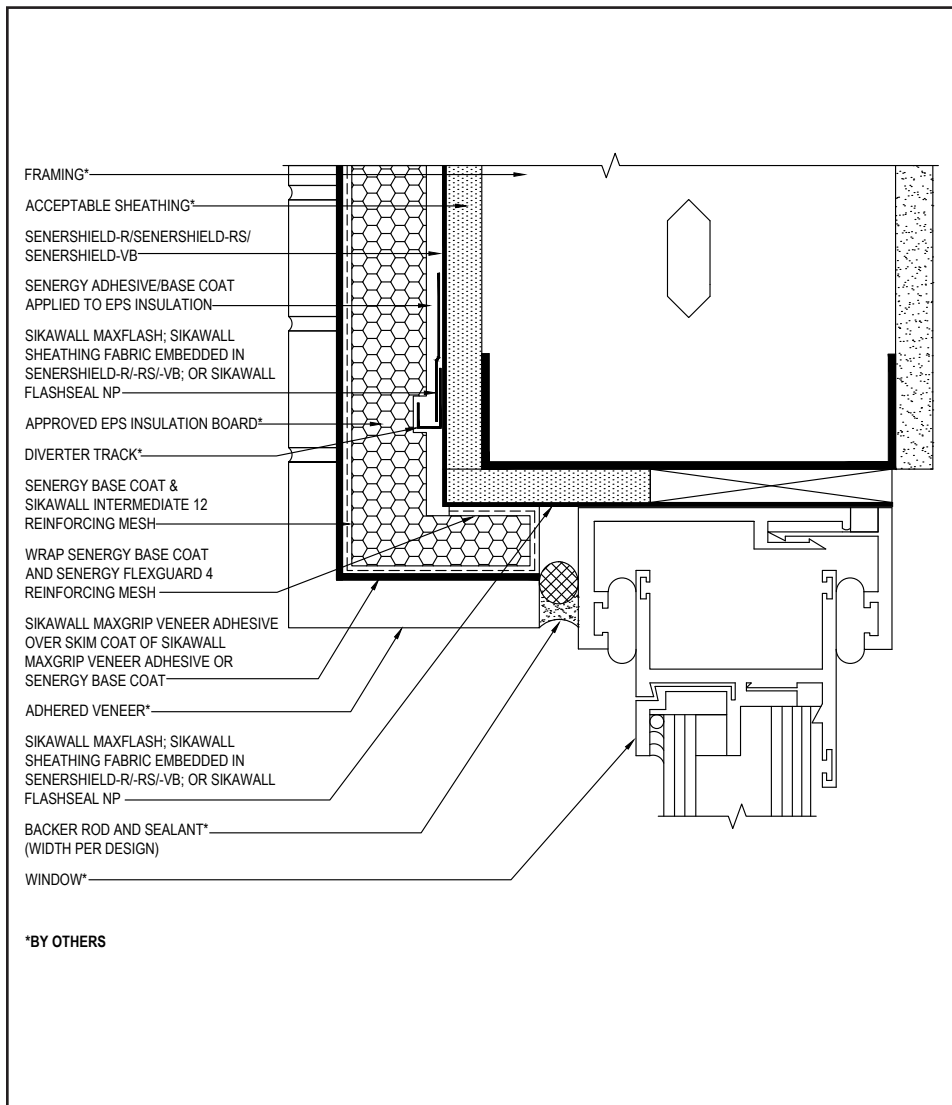 FRAMING*
ACCEPTABLE SHEATHING*
SENERSHIELD-R/SENERSHIELD-RS/
SENERSHIELD-VB
SENERGY ADHESIVE/BASE COAT
APPLIED TO EPS INSULATION
SIKAWALL MAXFLASH; SIKAWALL
SHEATHING FABRIC EMBEDDED IN
SENERSHIELD-R/-RS/-VB; OR SIKAWALL
FLASHSEAL NP
APPROVED EPS INSULATION BOARD*
DIVERTER TRACK*
SENERGY BASE COAT &
SIKAWALL INTERMEDIATE 12
REINFORCING MESH
WRAP SENERGY BASE COAT
AND SENERGY FLEXGUARD 4
REINFORCING MESH
SIKAWALL MAXGRIP VENEER ADHESIVE
OVER SKIM COAT OF SIKAWALL
MAXGRIP VENEER ADHESIVE OR
SENERGY BASE COAT
ADHERED VENEER*
SIKAWALL MAXFLASH; SIKAWALL
SHEATHING FABRIC EMBEDDED IN
SENERSHIELD-R/-RS/-VB; OR SIKAWALL
FLASHSEAL NP
BACKER ROD AND SEALANT*
(WIDTH PER DESIGN)
WINDOW*
*BY OTHERS